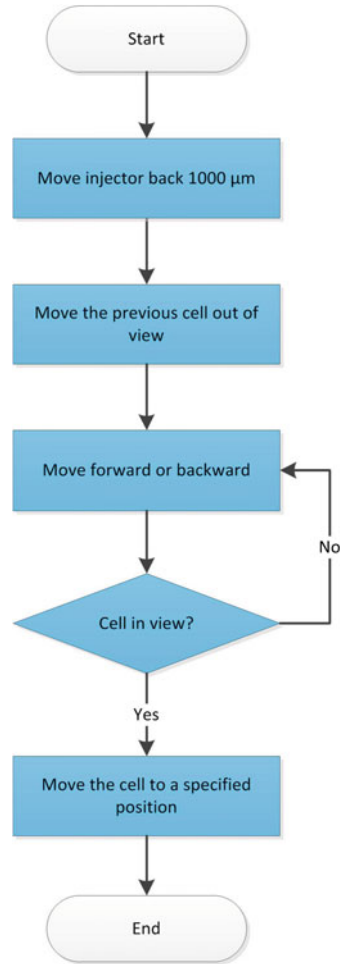 Start
Move injector back 1000 µm
Move the previous cell out of
view
Move forward or backward
No
Cell in view?
Yes
Move the cell to a specified
position
End